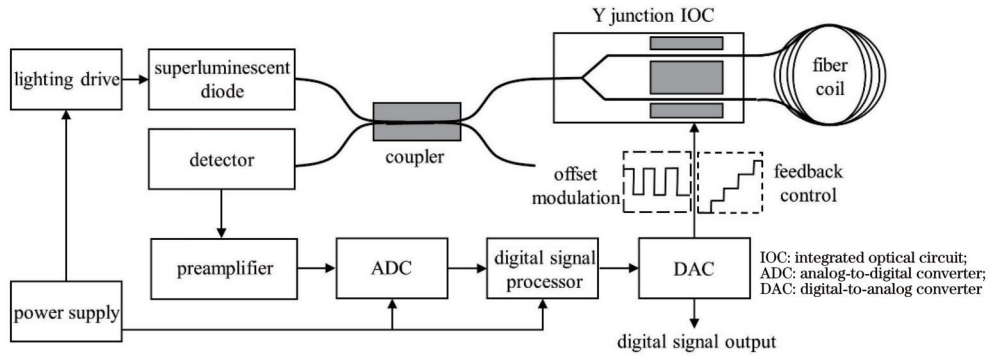 Y junction IOC
lighting drive
superluminescent
diode
fiber
coil
detector
coupler
offset
modulation
feedback
control
preamplifier
ADC
digital signal
processor
DAC
IOC: integrated optical circuit;
ADC: analog-to-digital converter;
DAC: digital-to-analog converter
power supply
digital signal output